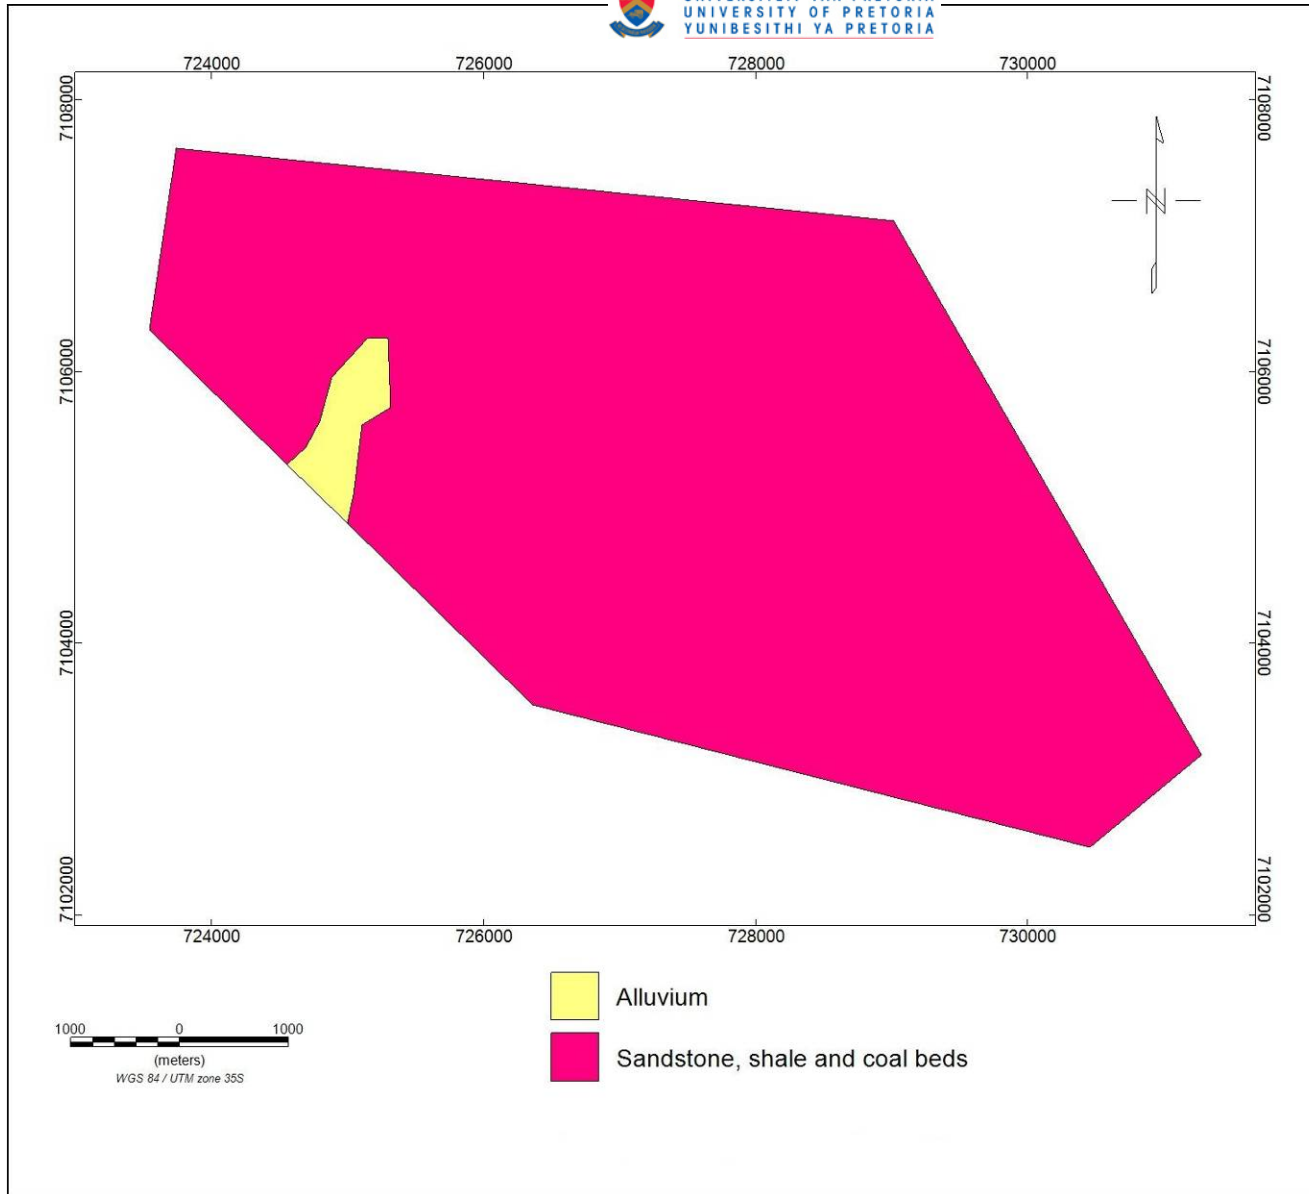 UNIVERSITY OF PRETORIA
YUNIBESITHI YA PRETORIA
724000 726000 728000 730000
7108000 7108000
N
7106000 7106000
7104000 7104000
7102000 7102000
724000 726000 728000 730000
Alluvium
1000 0 1000
(meters)
Sandstone, shale and coal beds
WGS 84 / UTM zone 35S